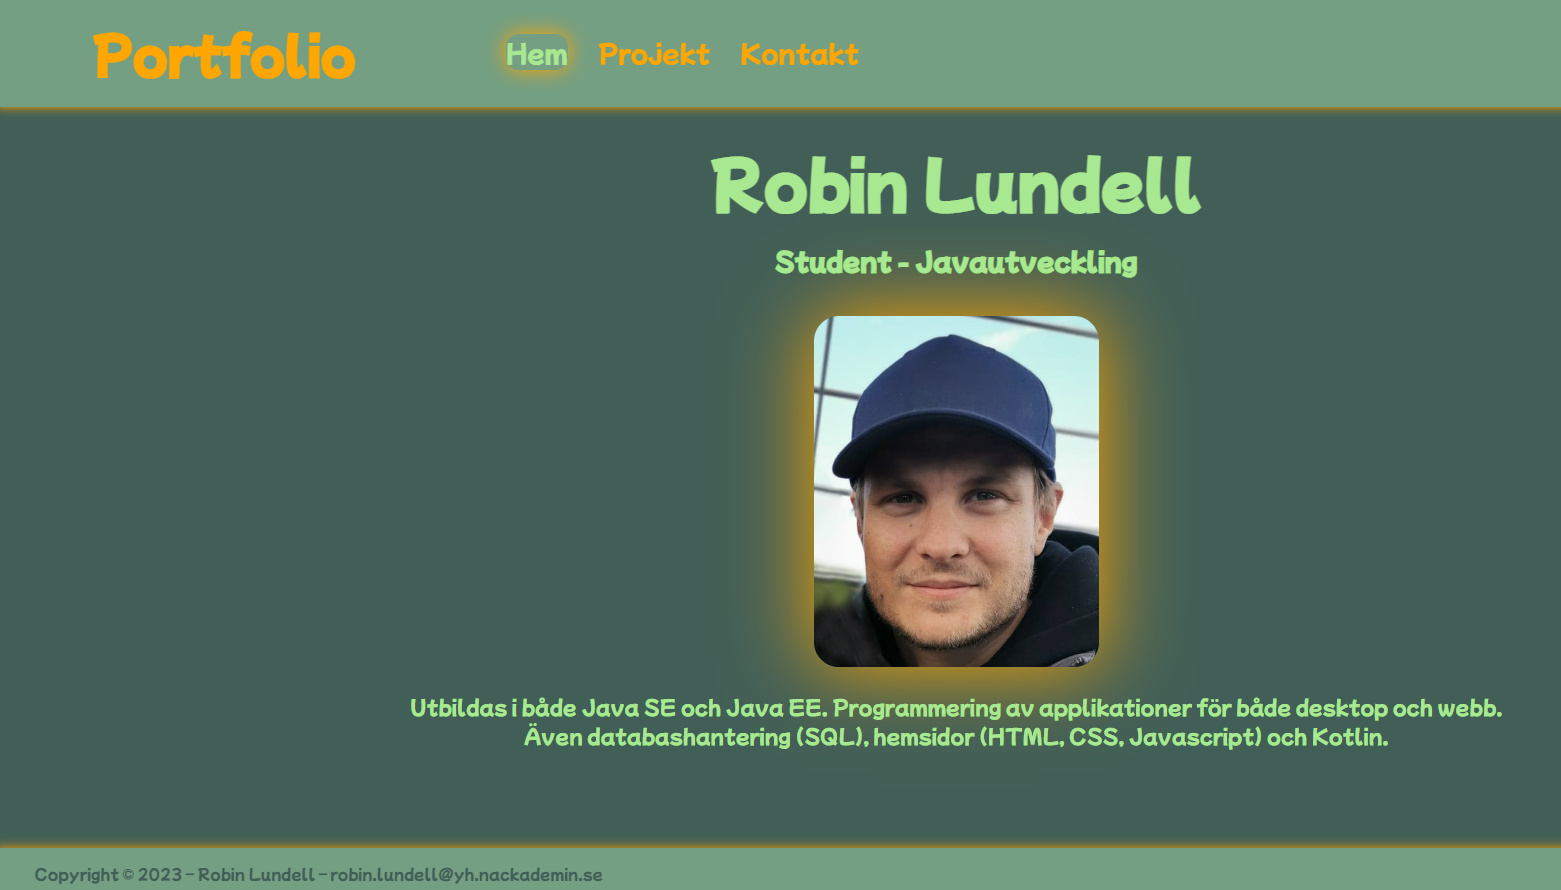 Portfolio
Hem Projekt Kontakt
Robin Lundell
Student - Javautveckling
Utbildas i både Java SE och Java EE. Programmering av applikationer för både desktop och webb.
Även databashantering (SQL), hemsidor (HTML, CSS, Javascript) och Kotlin.
Copyright © 2023 – Robin Lundell – robin.lundell@yh.nackademin.se